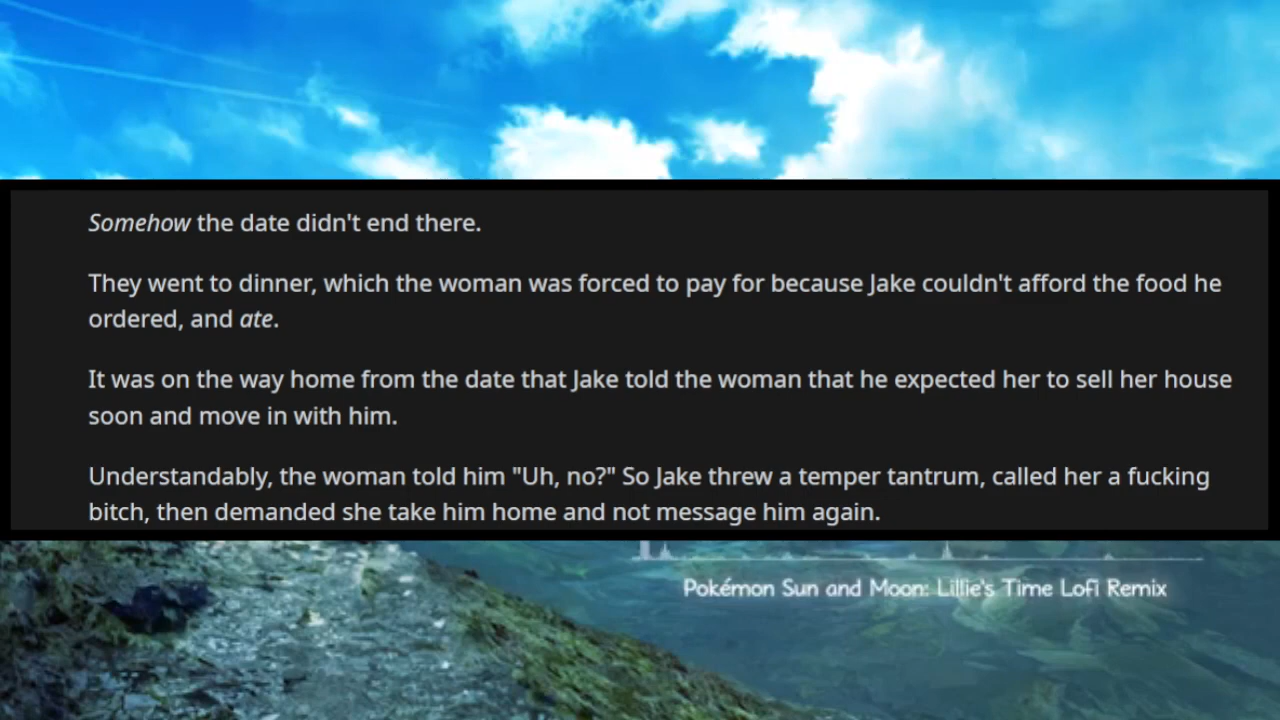 Somehow the date didn't end there.
They went to dinner, which the woman was forced to pay for because Jake couldn't afford the food he
ordered, and ate.
It was on the way home from the date that Jake told the woman that he expected her to sell her house
soon and move in with him.
Understandably, the woman told him "Uh, no?" So Jake threw a temper tantrum, called her a fucking
bitch, then demanded she take him home and not message him again.
Pokémon Sun and Moon: Lillie's Time Lofi Remix